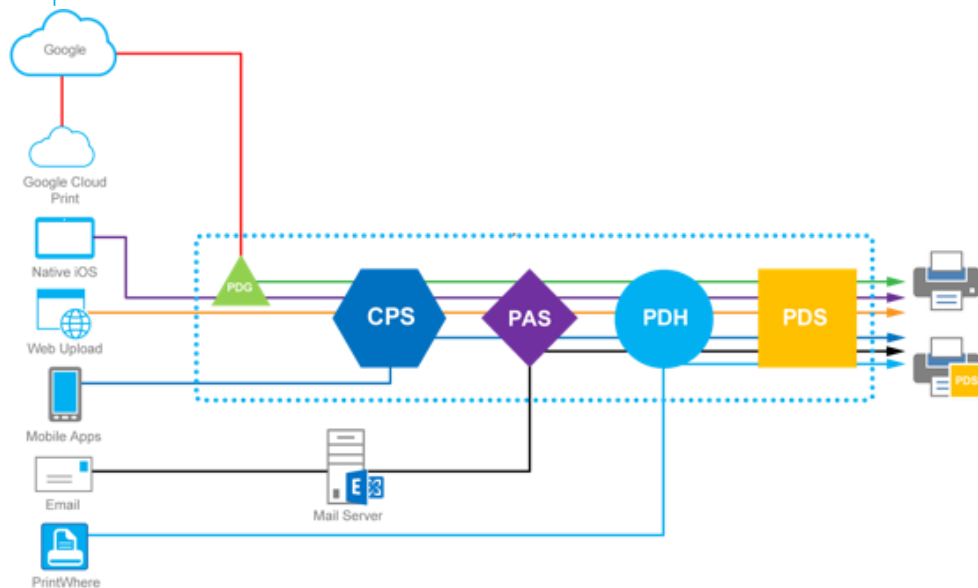 Google
Google Cloud
Print
Native iOS
PDG
CPS
PAS
PDH
PDS
Web Upload
PDS
Mobile Apps
Email
E
Mail Server
PrintWhere